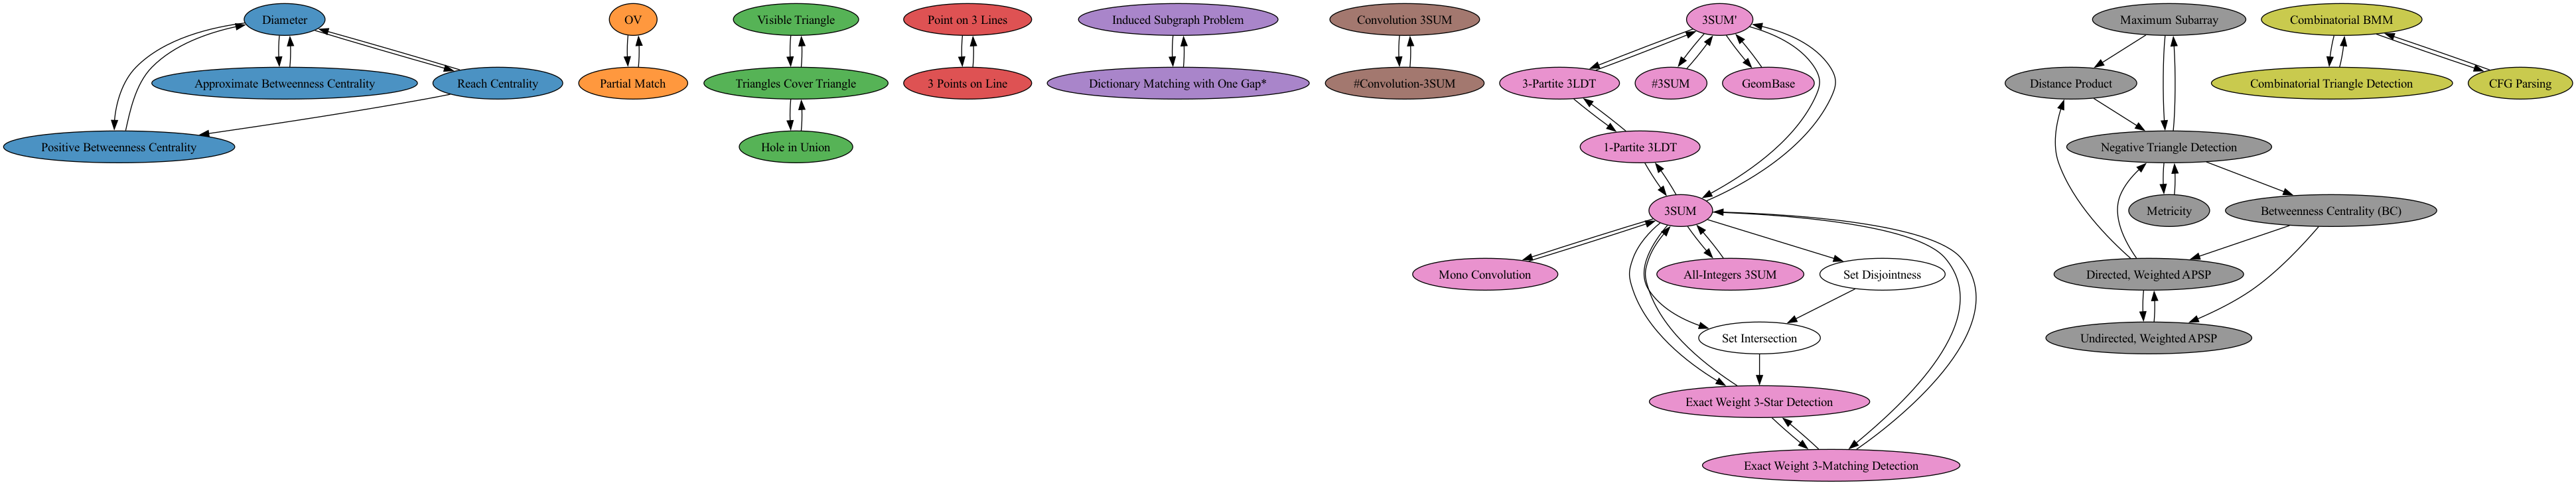 Diameter
OV
Visible Triangle
Point on 3 Lines
Induced Subgraph Problem
Convolution 3SUM
3SUM'
Maximum Subarray
Combinatorial BMM
Approximate Betweenness Centrality
Reach Centrality
Partial Match
Triangles Cover Triangle
3 Points on Line
Dictionary Matching with One Gap*
#Convolution-3SUM
3-Partite 3LDT
#3SUM
GeomBase
Distance Product
Combinatorial Triangle Detection
CFG Parsing
Positive Betweenness Centrality
Hole in Union
1-Partite 3LDT
Negative Triangle Detection
3SUM
Metricity
Betweenness Centrality (BC)
Mono Convolution
All-Integers 3SUM
Set Disjointness
Directed, Weighted APSP
Set Intersection
Undirected, Weighted APSP
Exact Weight 3-Star Detection
Exact Weight 3-Matching Detection